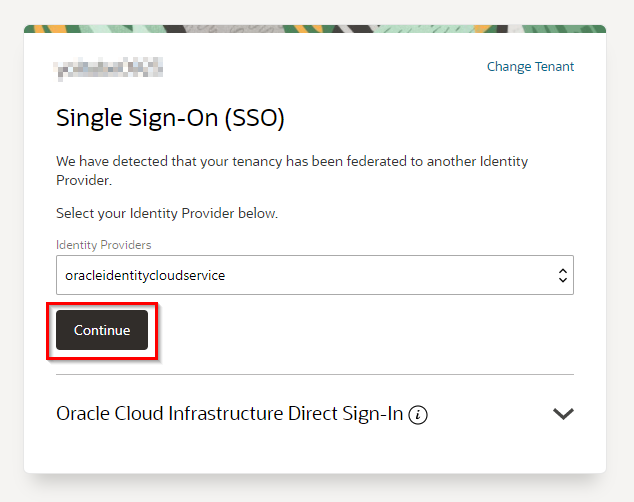 Change Tenant
Single Sign-On (SSO)
We have detected that your tenancy has been federated to another Identity
Provider.
Select your Identity Provider below.
Identity Providers
oracleidentitycloudservice
Continue
Oracle Cloud Infrastructure Direct Sign-In i